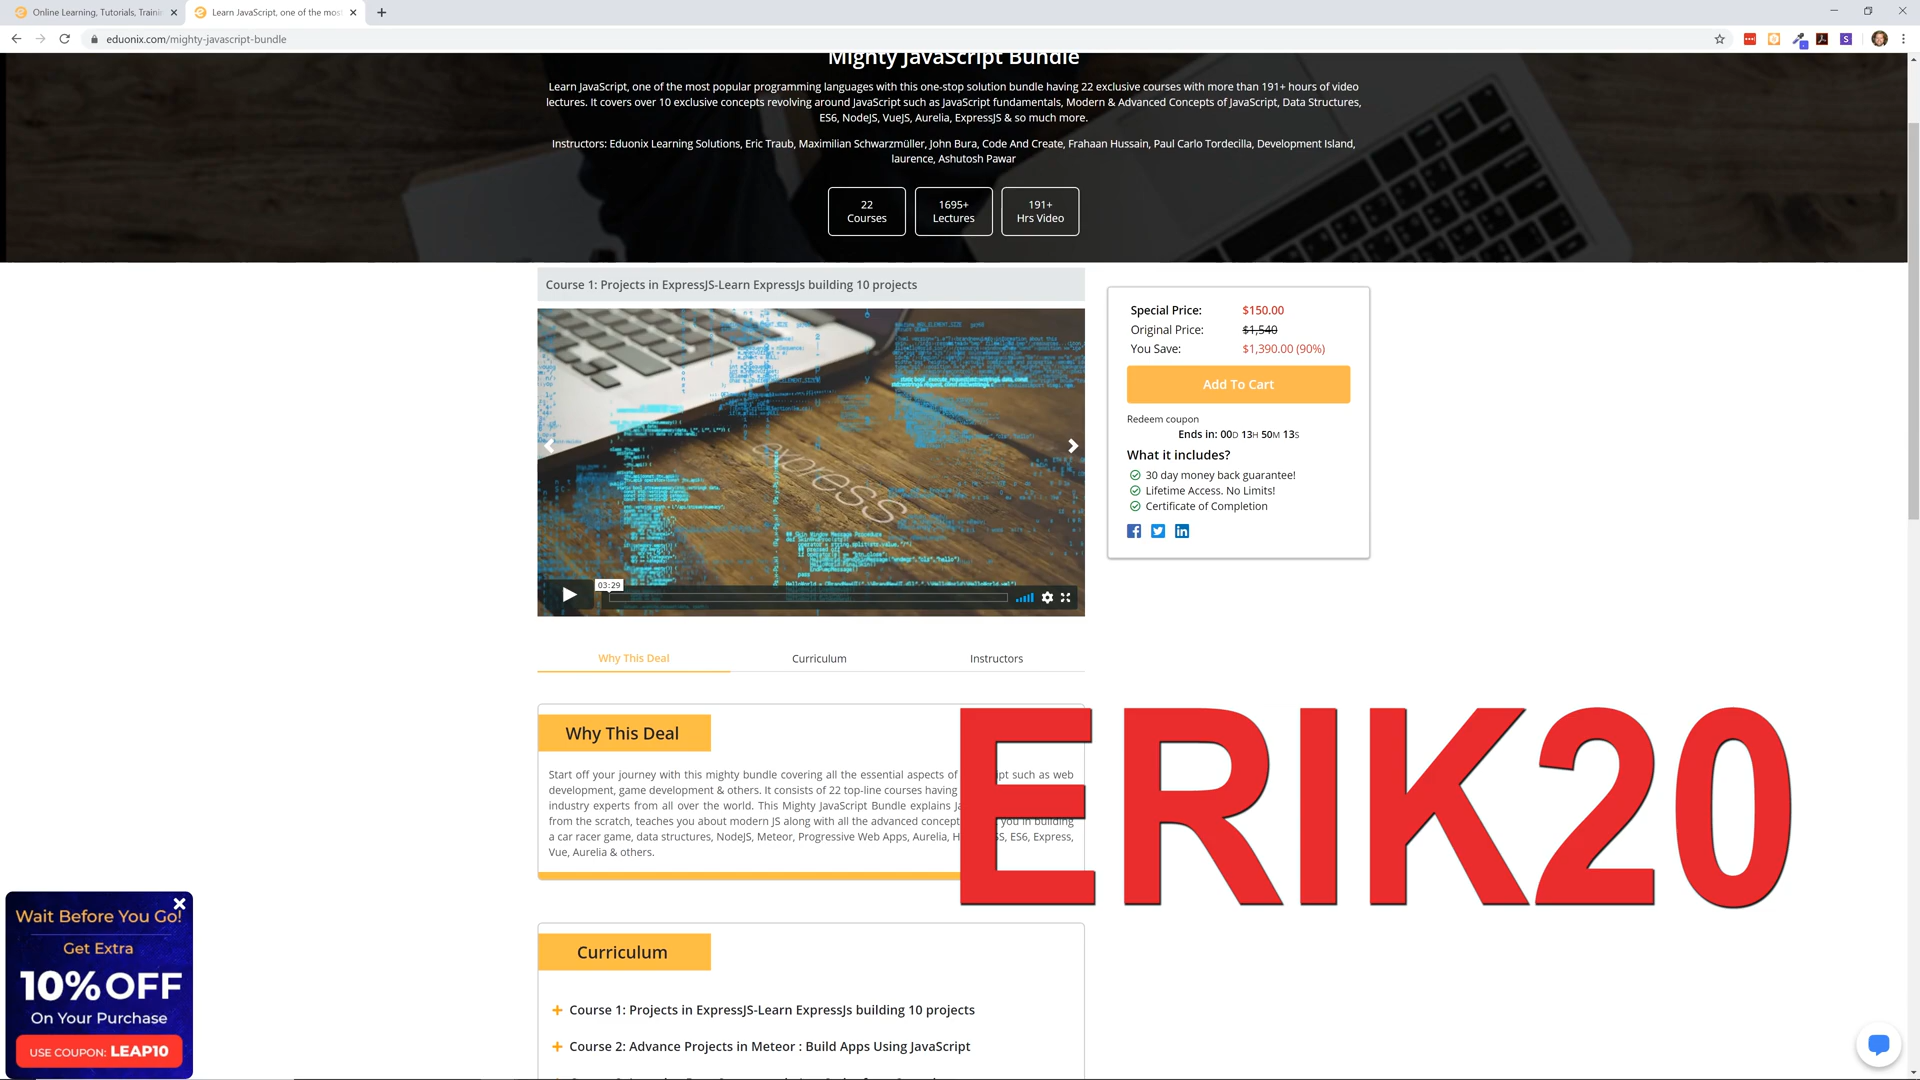 Online Learning, Tutorials, Traini
Learn JavaScript, one of the mos
eduonix.com/mighty-javascript-bundle
Mighty JavaScript Bundle
Learn JavaScript, one of the most popular programming languages with this one-stop solution bundle having 22 exclusive courses with more than 191+ hours of video
lectures. It covers over 10 exclusive concepts revolving around JavaScript such as JavaScript fundamentals, Modern & Advanced Concepts of JavaScript, Data Structures,
ES6, NodeJS, VueJS, Aurelia, ExpressJS & so much more.
Instructors: Eduonix Learning Solutions, Eric Traub, Maximilian Schwarzmüller, John Bura, Code And Create, Frahaan Hussain, Paul Carlo Tordecilla, Development Island,
laurence, Ashutosh Pawar
22
Courses
1695+
Lectures
191+
Hrs Video
Course 1: Projects in ExpressJS-Learn ExpressJs building 10 projects
express
03:29
Special Price: $150.00
Original Price: $1,540
You Save: $1,390.00 (90%)
Add To Cart
Redeem coupon
Ends in: 00D 13H 50M 13S
What it includes?
30 day money back guarantee!
Lifetime Access. No Limits!
Certificate of Completion
Why This Deal
Curriculum
Instructors
Why This Deal
Start off your journey with this mighty bundle covering all the essential aspects of ipt such as web
development, game development & others. It consists of 22 top-line courses having
industry experts from all over the world. This Mighty JavaScript Bundle explains Ja
from the scratch, teaches you about modern JS along with all the advanced concept you in building
a car racer game, data structures, NodeJS, Meteor, Progressive Web Apps, Aurelia, H SS, ES6, Express,
Vue, Aurelia & others.
ERIK20
Curriculum
Course 1: Projects in ExpressJS-Learn ExpressJs building 10 projects
Course 2: Advance Projects in Meteor : Build Apps Using JavaScript
Wait Before You Go!
Get Extra
10% OFF
On Your Purchase
USE COUPON: LEAP10